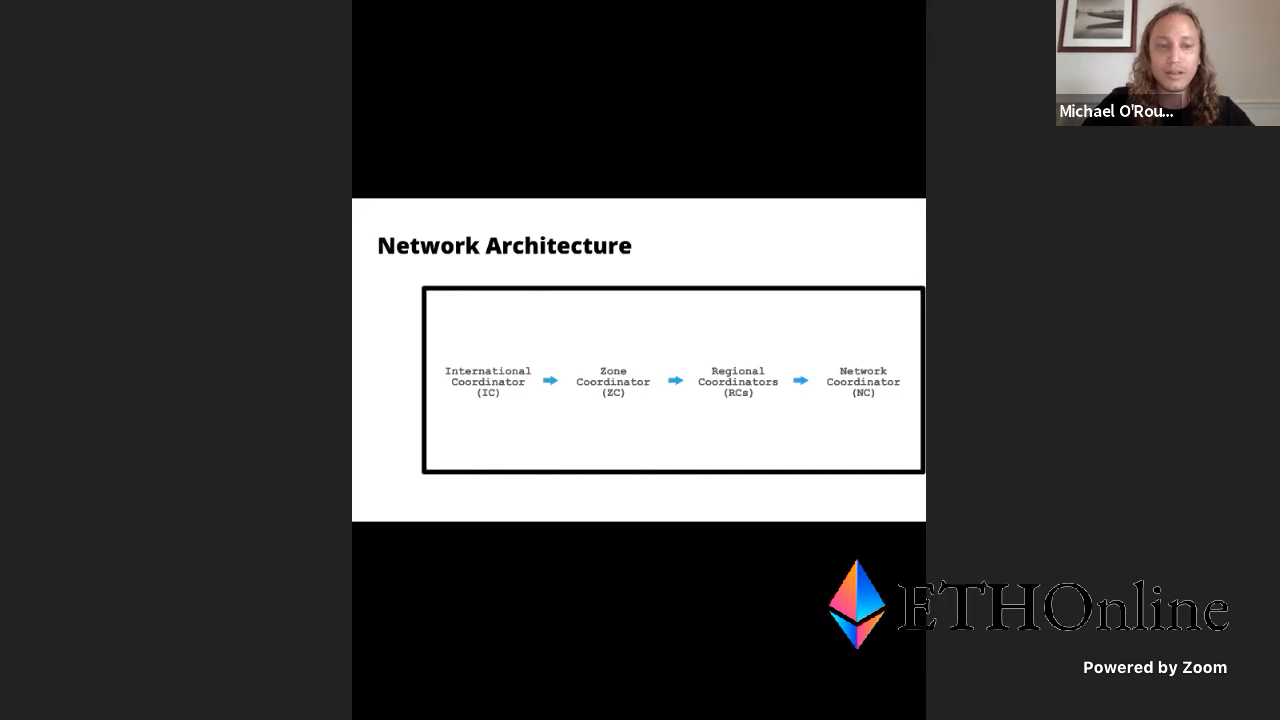 Michael O'Rou...
Network Architecture
International
Coordinator
(IC)
Zone
Coordinator
(ZC)
Regional
Coordinators
(RCs)
Network
Coordinator
(NC)
ETHOnline
Powered by Zoom